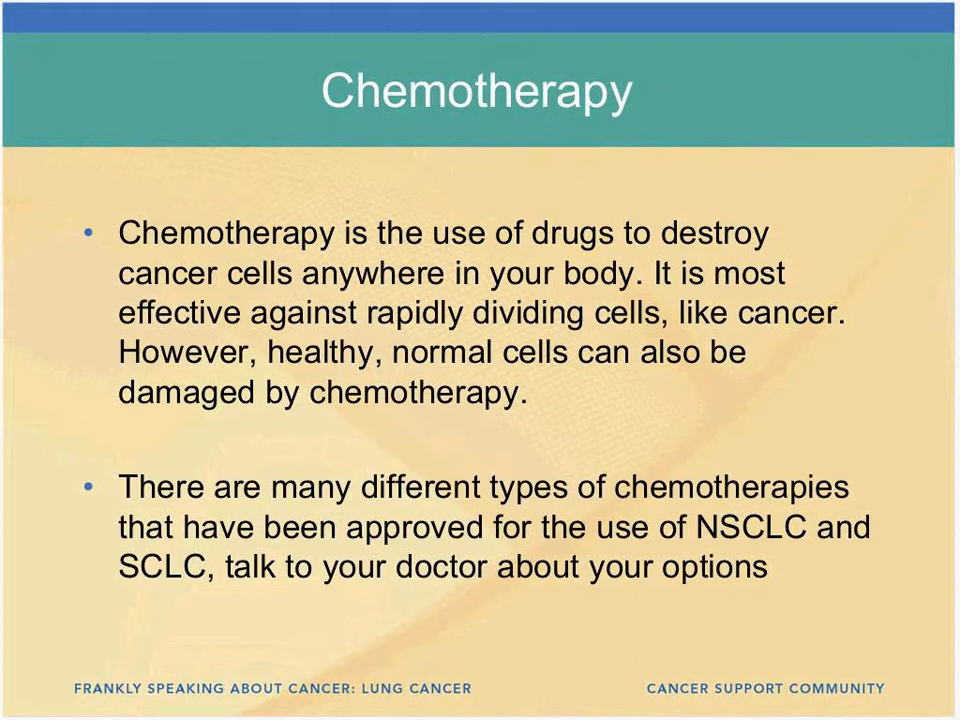 Chemotherapy
• Chemotherapy is the use of drugs to destroy
cancer cells anywhere in your body. It is most
effective against rapidly dividing cells, like cancer.
However, healthy, normal cells can also be
damaged by chemotherapy.
• There are many different types of chemotherapies
that have been approved for the use of NSCLC and
SCLC, talk to your doctor about your options
FRANKLY SPEAKING ABOUT CANCER: LUNG CANCER
CANCER SUPPORT COMMUNITY